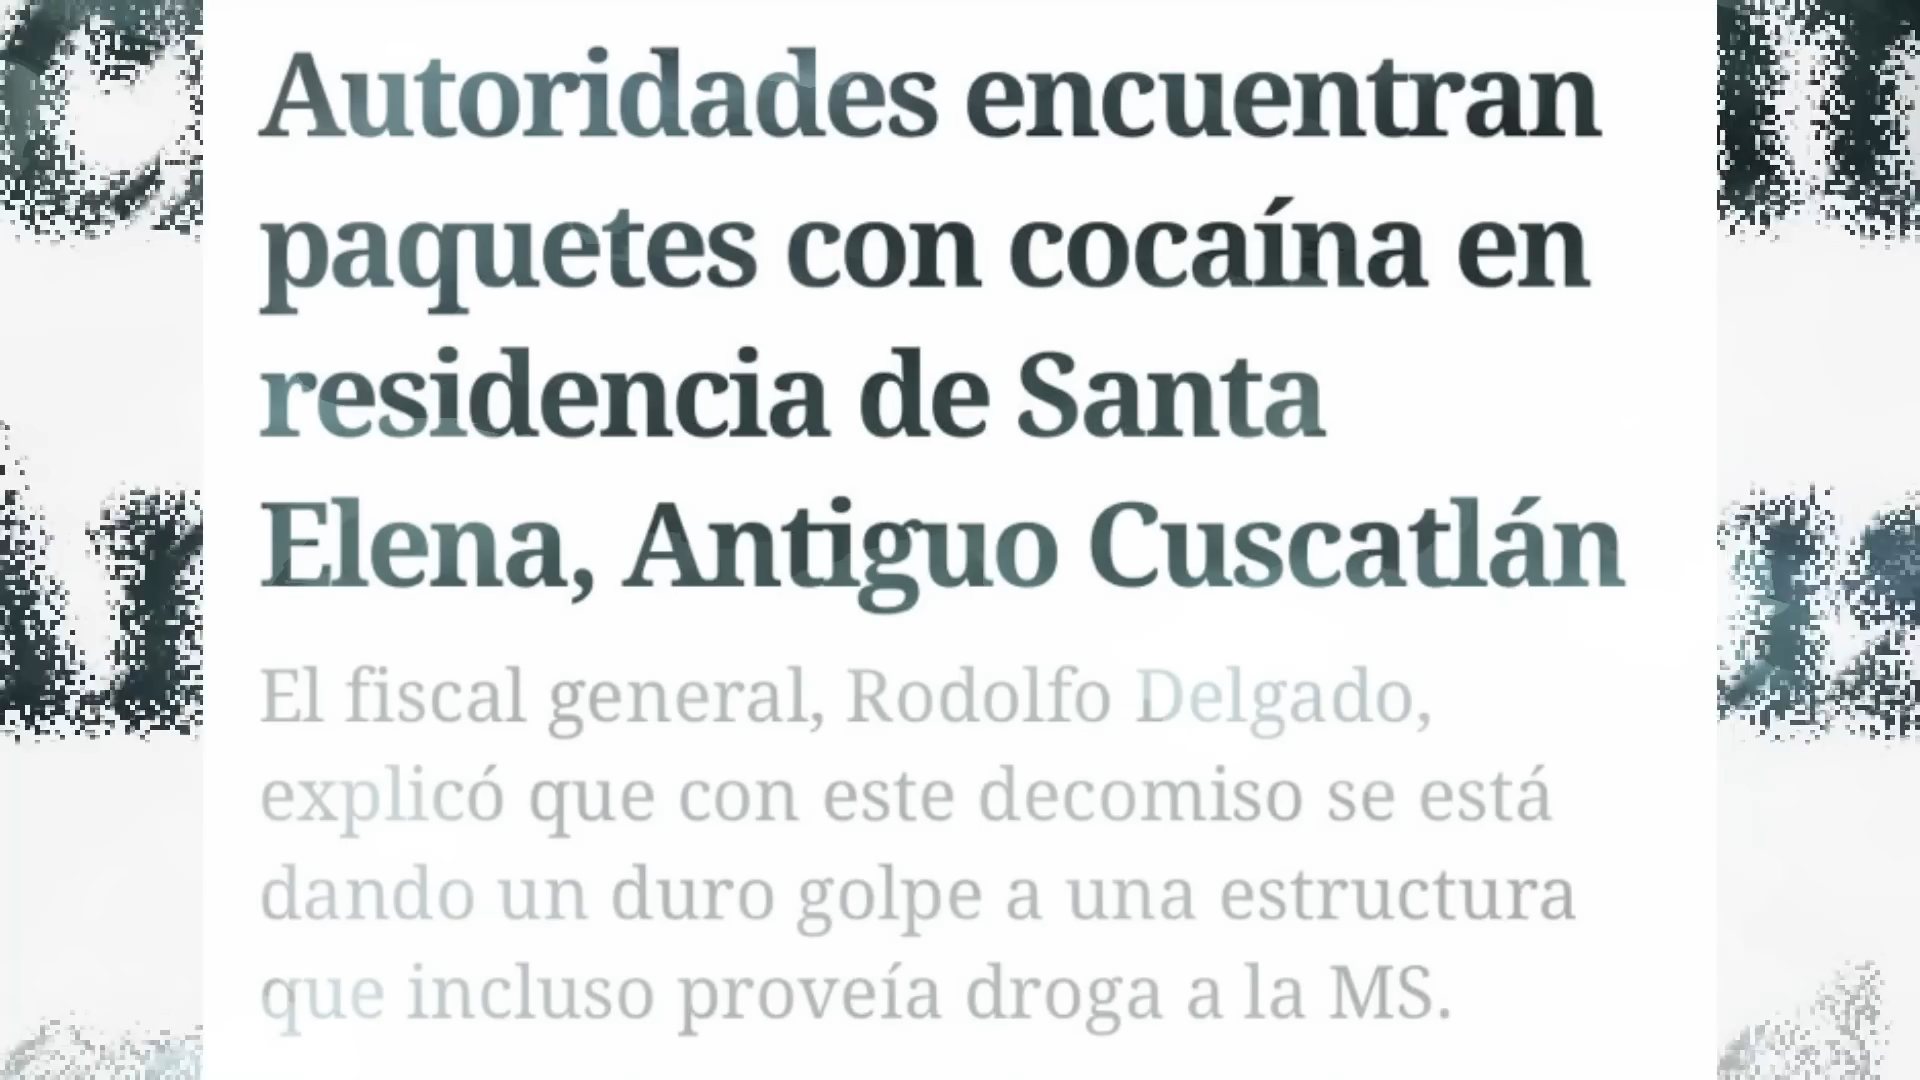 Autoridades encuentran
paquetes con cocaína en
residencia de Santa
Elena, Antiguo Cuscatlán
El fiscal general, Rodolfo Delgado,
explicó que con este decomiso se está
dando un duro golpe a una estructura
que incluso proveía droga a la MS.